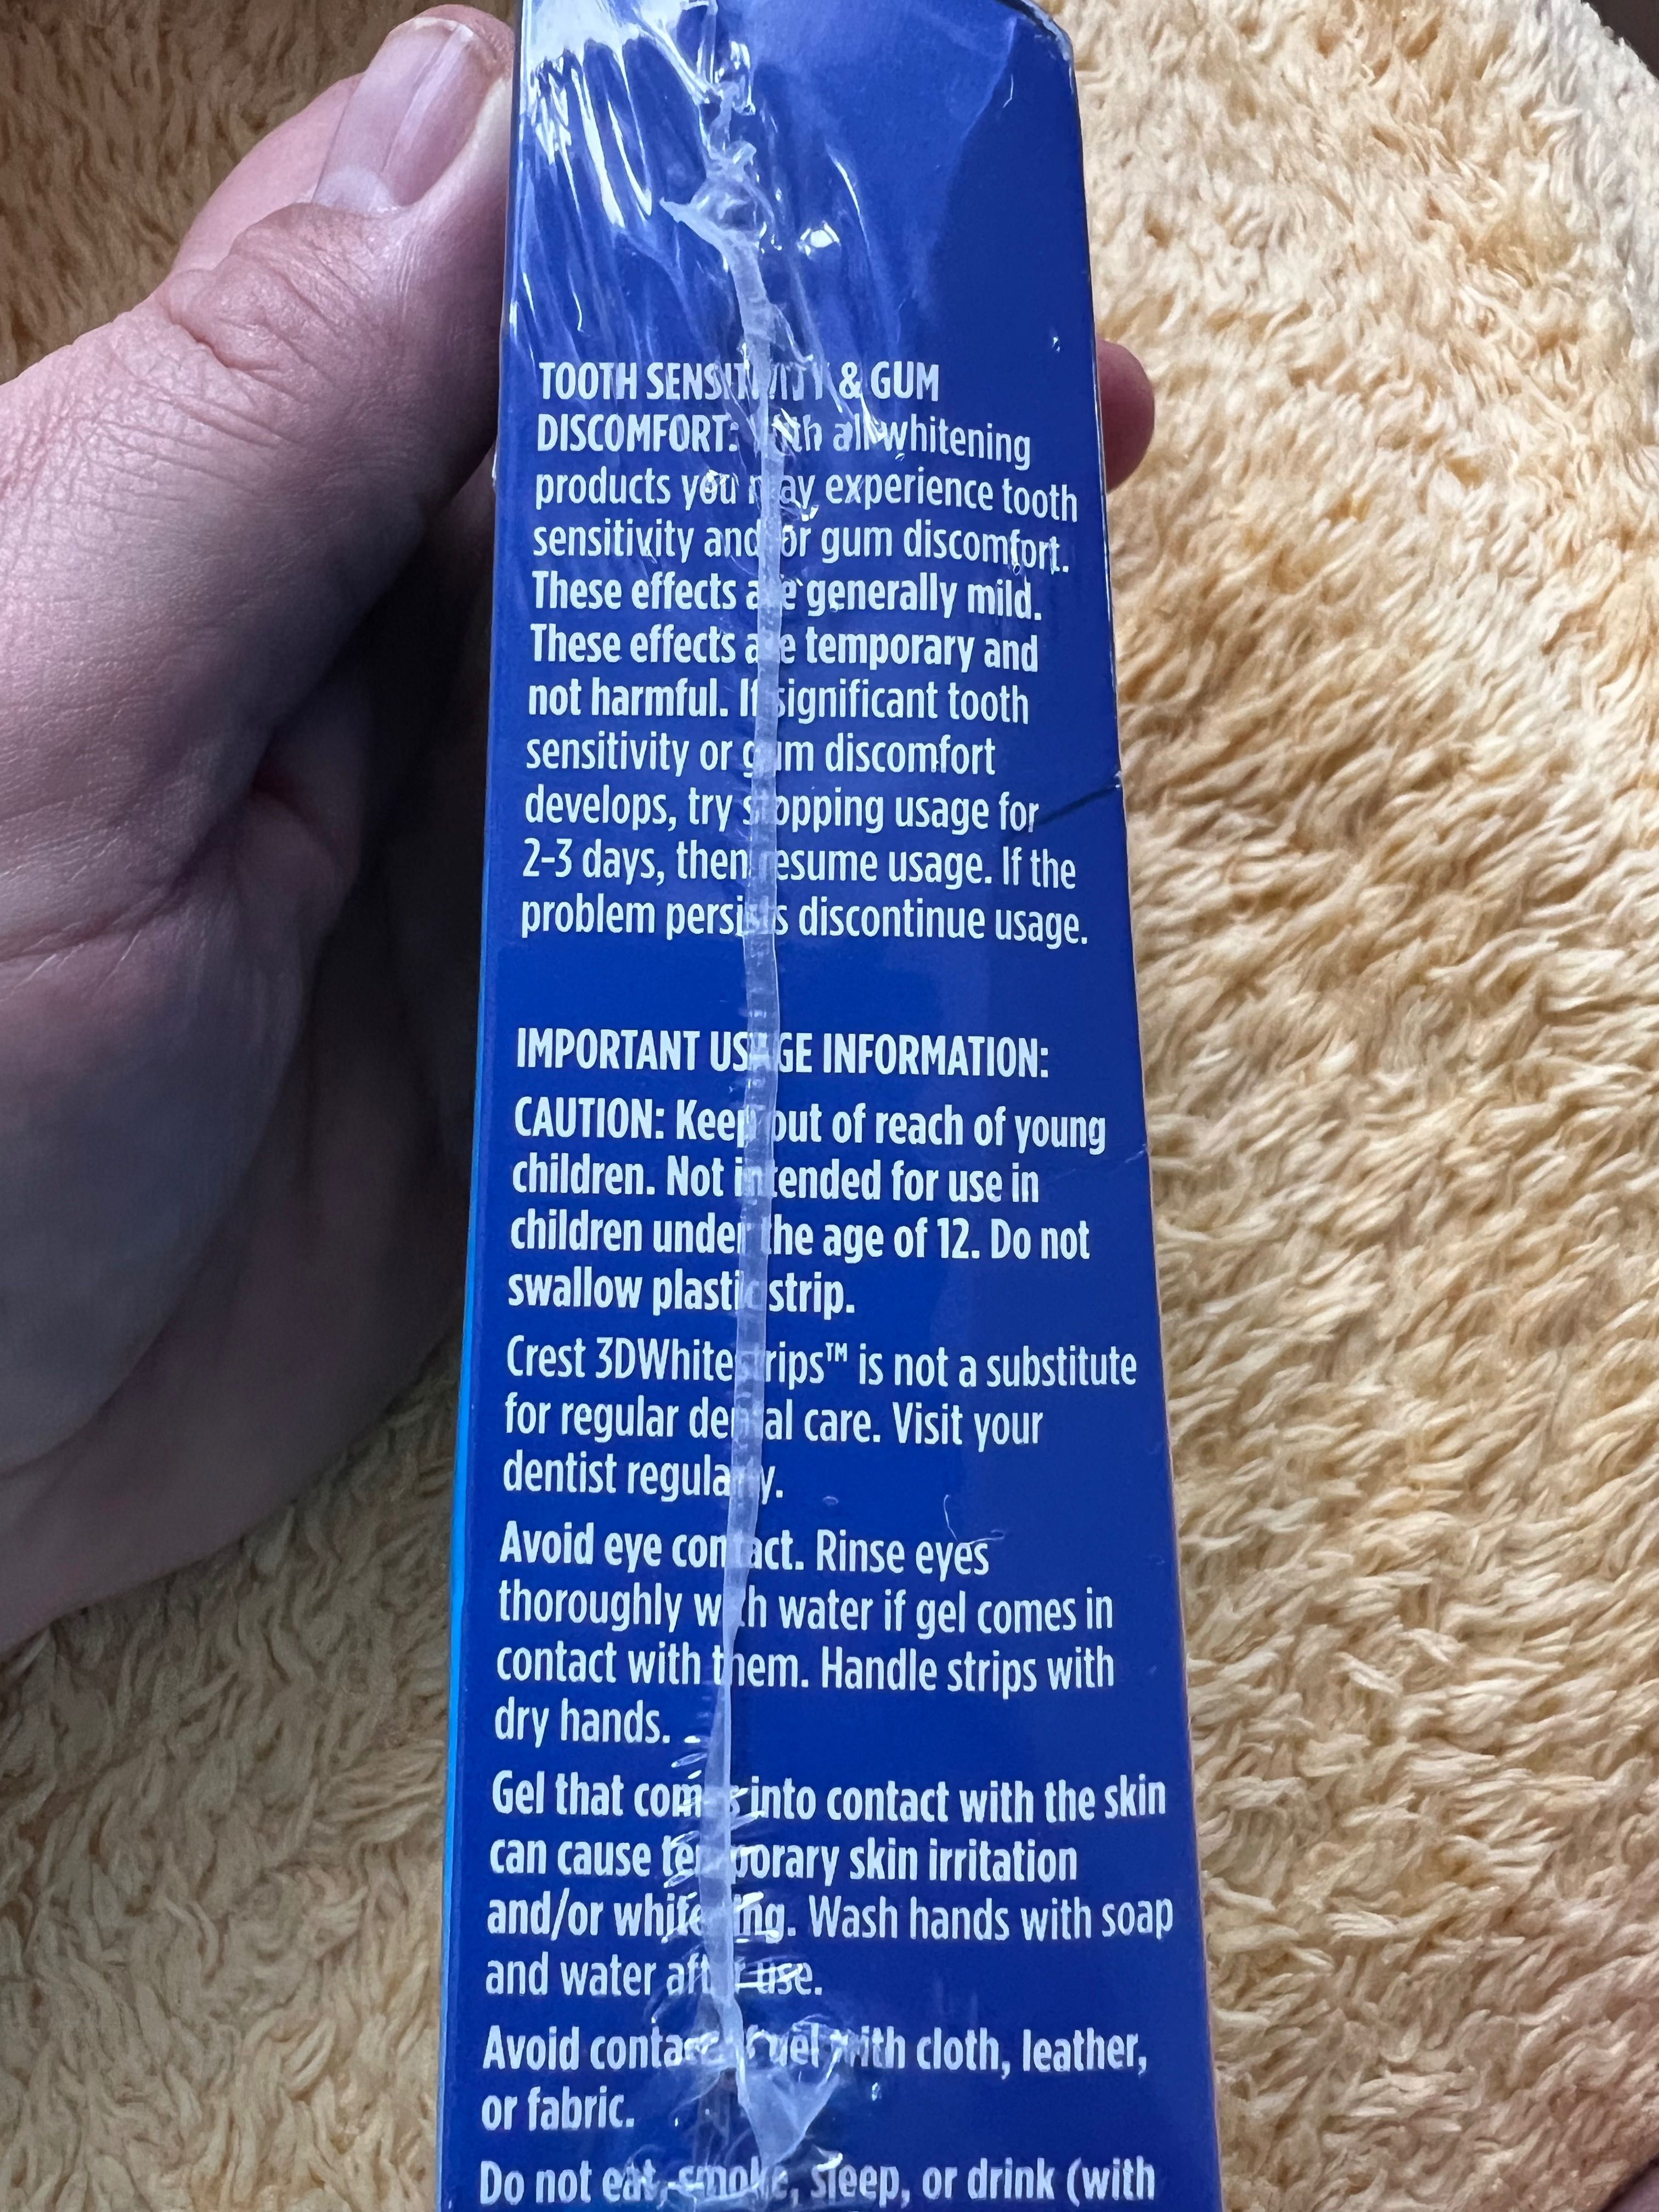 TOOTH SENSITIVITY & GUM
DISCOMFORT: With all whitening
products you may experience tooth
sensitivity and/or gum discomfort.
These effects are generally mild.
These effects are temporary and
not harmful. If significant tooth
sensitivity or gum discomfort
develops, try stopping usage for
2-3 days, then resume usage. If the
problem persists discontinue usage.
IMPORTANT USAGE INFORMATION:
CAUTION: Keep out of reach of young
children. Not intended for use in
children under the age of 12. Do not
swallow plastic strip.
Crest 3DWhitestrips™ is not a substitute
for regular dental care. Visit your
dentist regularly.
Avoid eye contact. Rinse eyes
thoroughly with water if gel comes in
contact with them. Handle strips with
dry hands.
Gel that comes into contact with the skin
can cause temporary skin irritation
and/or whitening. Wash hands with soap
and water after use.
Avoid contact of gel with cloth, leather,
or fabric.
Do not eat, smoke, sleep, or drink (with